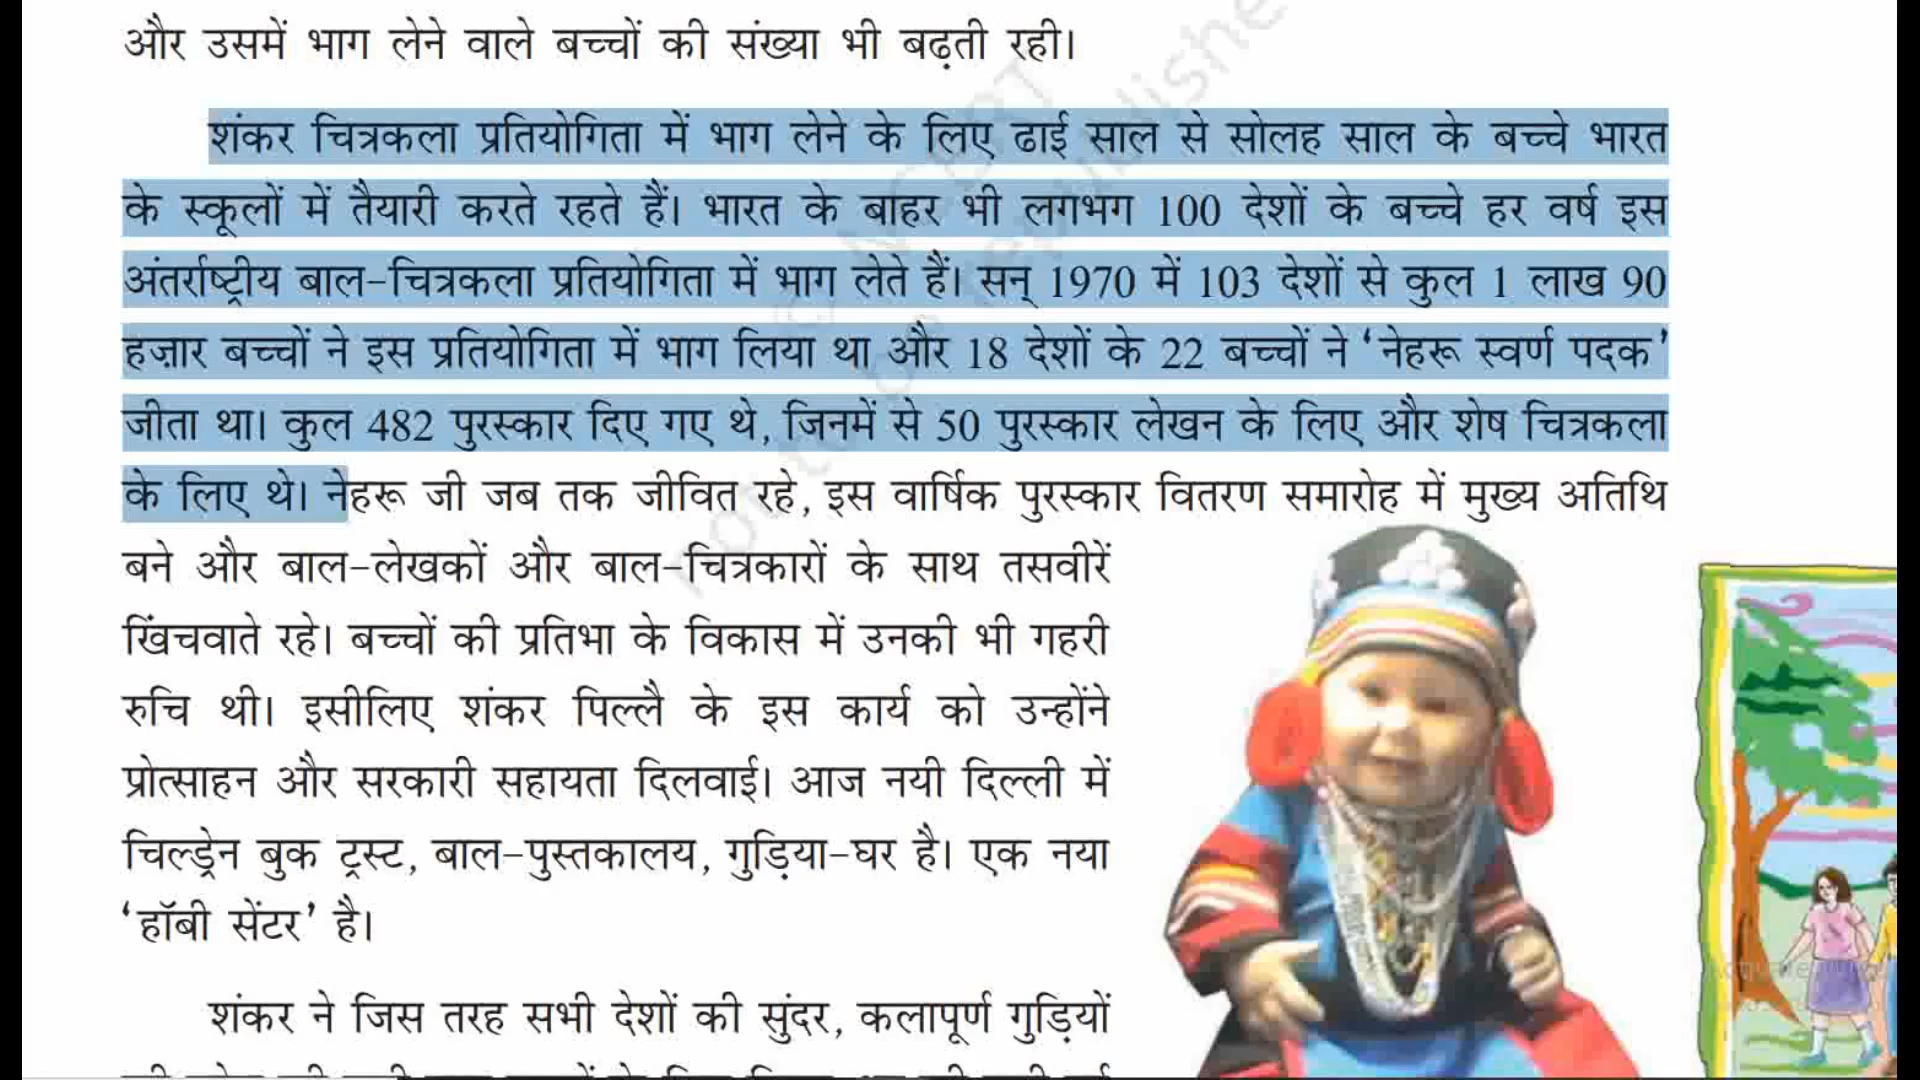 और उसमें भाग लेने वाले बच्चों की संख्या भी बढ़ती रही।
शंकर चित्रकला प्रतियोगिता में भाग लेने के लिए ढाई साल से सोलह साल के बच्चे भारत
के स्कूलों में तैयारी करते रहते हैं। भारत के बाहर भी लगभग 100 देशों के बच्चे हर वर्ष इस
अंतर्राष्ट्रीय बाल-चित्रकला प्रतियोगिता में भाग लेते हैं। सन् 1970 में 103 देशों से कुल 1 लाख 90
हज़ार बच्चों ने इस प्रतियोगिता में भाग लिया था और 18 देशों के 22 बच्चों ने ‘नेहरू स्वर्ण पदक’
जीता था। कुल 482 पुरस्कार दिए गए थे, जिनमें से 50 पुरस्कार लेखन के लिए और शेष चित्रकला
के लिए थे। नेहरू जी जब तक जीवित रहे, इस वार्षिक पुरस्कार वितरण समारोह में मुख्य अतिथि
बने और बाल-लेखकों और बाल-चित्रकारों के साथ तसवीरें
खिंचवाते रहे। बच्चों की प्रतिभा के विकास में उनकी भी गहरी
रुचि थी। इसीलिए शंकर पिल्लै के इस कार्य को उन्होंने
प्रोत्साहन और सरकारी सहायता दिलवाई। आज नयी दिल्ली में
चिल्ड्रेन बुक ट्रस्ट, बाल-पुस्तकालय, गुड़िया-घर है। एक नया
‘हॉबी सेंटर’ है।
शंकर ने जिस तरह सभी देशों की सुंदर, कलापूर्ण गुड़ियों